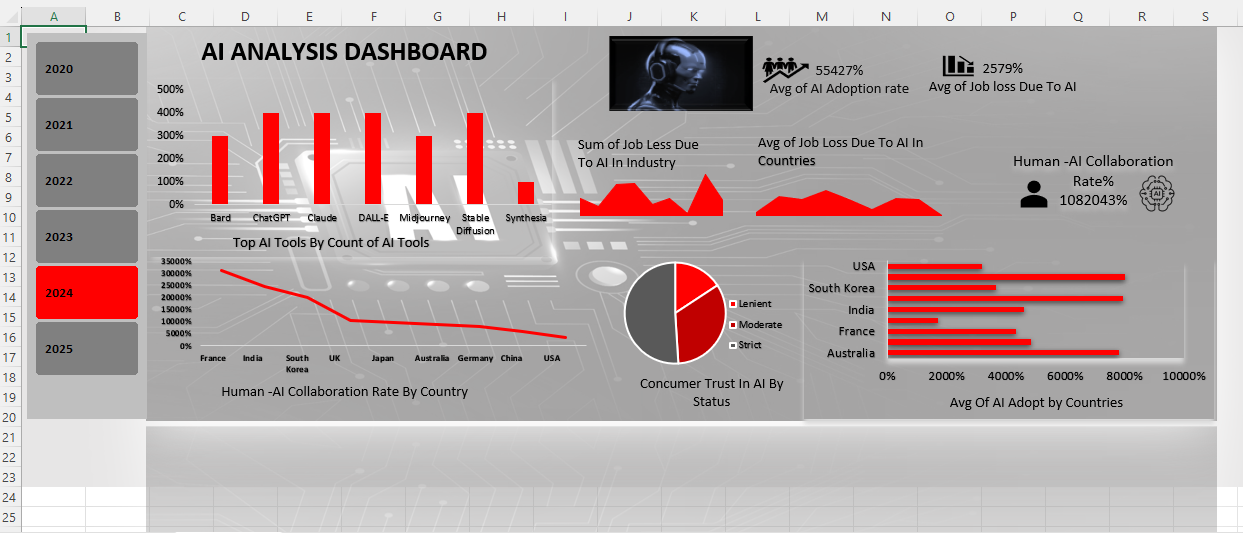 A B C D E F G H I J K L M N O P Q R S
1
2
3
4
5
6
7
8
9
10
11
12
13
14
15
16
17
18
19
20
21
22
23
24
25
2020
2021
2022
2023
2024
2025
AI ANALYSIS DASHBOARD
55427%
Avg of AI Adoption rate
2579%
Avg of Job loss Due To AI
500%
400%
300%
200%
100%
0%
Bard ChatGPT Claude DALL-E Midjourney Stable Synthesia
Diffusion
Top AI Tools By Count of AI Tools
AI
Sum of Job Less Due
To AI In Industry
Avg of Job Loss Due To AI In
Countries
Human -AI Collaboration
Rate%
1082043%
AI
35000%
30000%
25000%
20000%
15000%
10000%
5000%
0%
France India South UK Japan Australia Germany China USA
Korea
Human -AI Collaboration Rate By Country
Lenient
Moderate
Strict
Concumer Trust In AI By
Status
USA
South Korea
India
France
Australia
0% 2000% 4000% 6000% 8000% 10000%
Avg Of AI Adopt by Countries